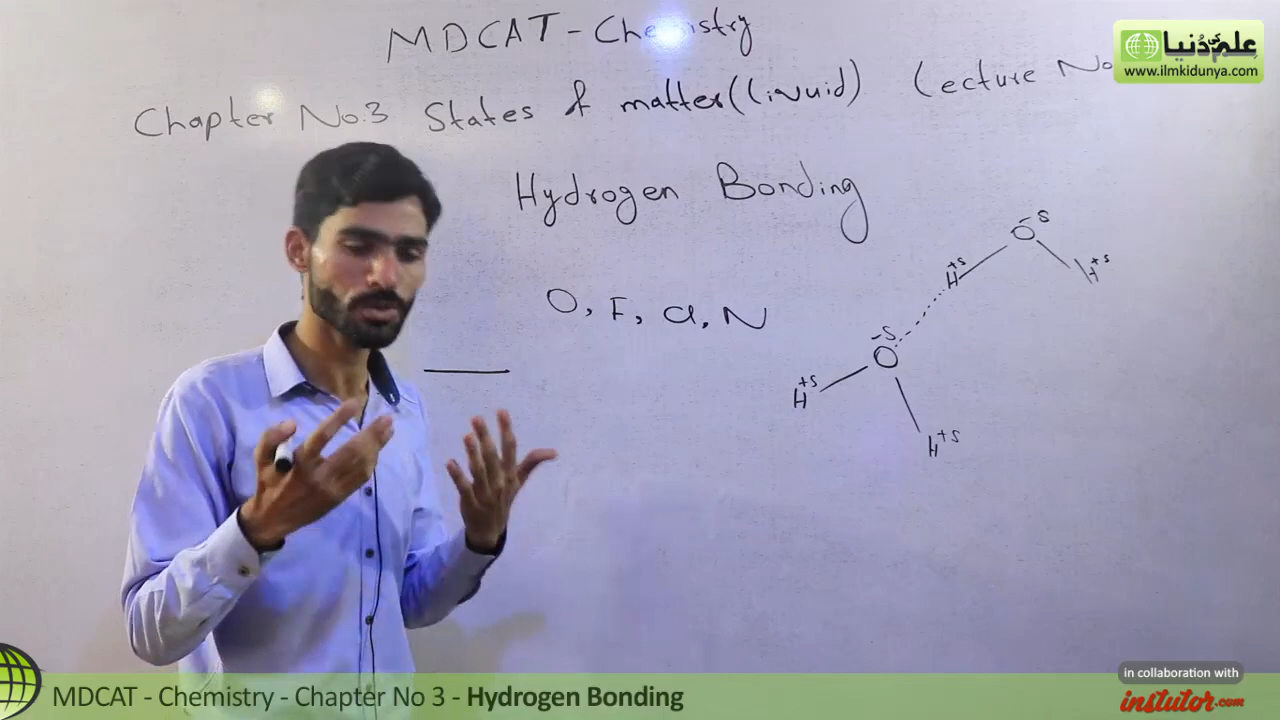 MDCAT - Chemistry
علم کی دُنیا
www.ilmkidunya.com
Chapter No.3 States of matter (Liquid) Lecture No
Hydrogen Bonding
O, F, Cl, N
-δ
O
+δ
H
+δ
H
-δ
O
+δ
H
+δ
H
in collaboration with
instutor.com
MDCAT - Chemistry - Chapter No 3 - Hydrogen Bonding